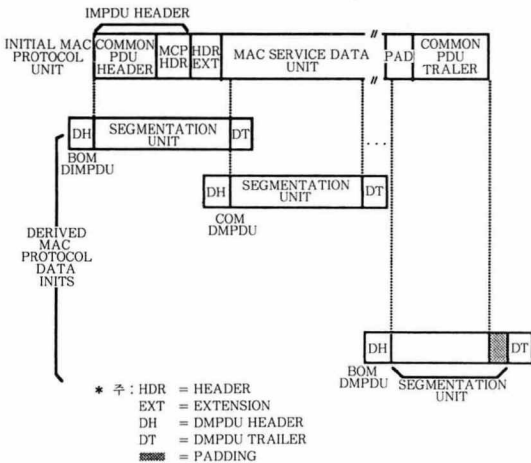 IMPDU HEADER
INITIAL MAC
PROTOCOL
UNIT
COMMON
PDU
HEADER
MCP
HDR
HDR
EXT
MAC SERVICE DATA
UNIT
PAD
COMMON
PDU
TRALER
DH
SEGMENTATION
UNIT
DT
BOM
DIMPDU
...
DH
SEGMENTATION
UNIT
DT
COM
DMPDU
DERIVED
MAC
PROTOCOL
DATA
INITS
DH
DT
BOM
DMPDU
SEGMENTATION
UNIT
* 주 : HDR = HEADER
EXT = EXTENSION
DH = DMPDU HEADER
DT = DMPDU TRAILER
= PADDING